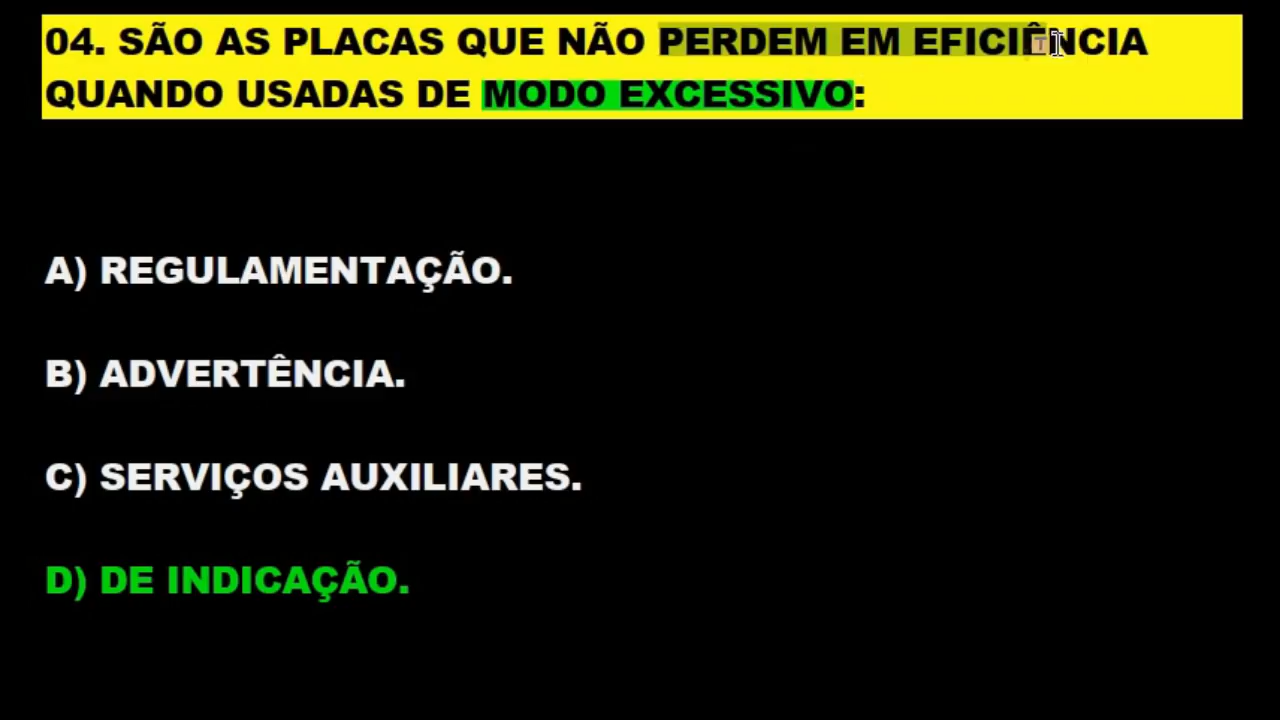 04. SÃO AS PLACAS QUE NÃO PERDEM EM EFICIÊNCIA
QUANDO USADAS DE MODO EXCESSIVO:
A) REGULAMENTAÇÃO.
B) ADVERTÊNCIA.
C) SERVIÇOS AUXILIARES.
D) DE INDICAÇÃO.